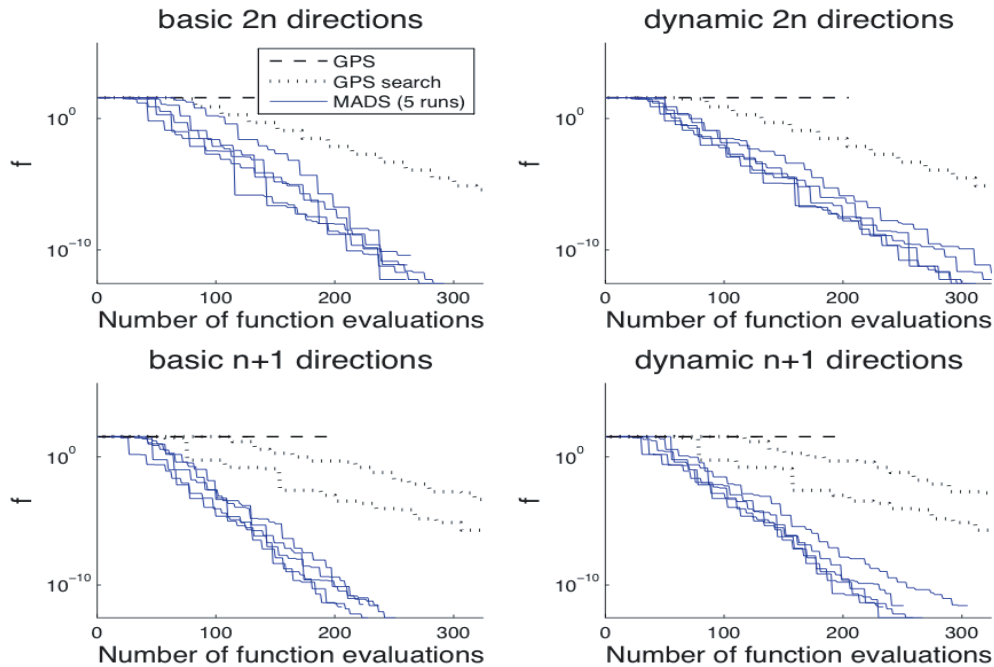 basic 2n directions
GPS
GPS search
MADS (5 runs)
10^0
10^-10
f
0 100 200 300
Number of function evaluations
dynamic 2n directions
10^0
10^-10
f
0 100 200 300
Number of function evaluations
basic n+1 directions
10^0
10^-10
f
0 100 200 300
Number of function evaluations
dynamic n+1 directions
10^0
10^-10
f
0 100 200 300
Number of function evaluations